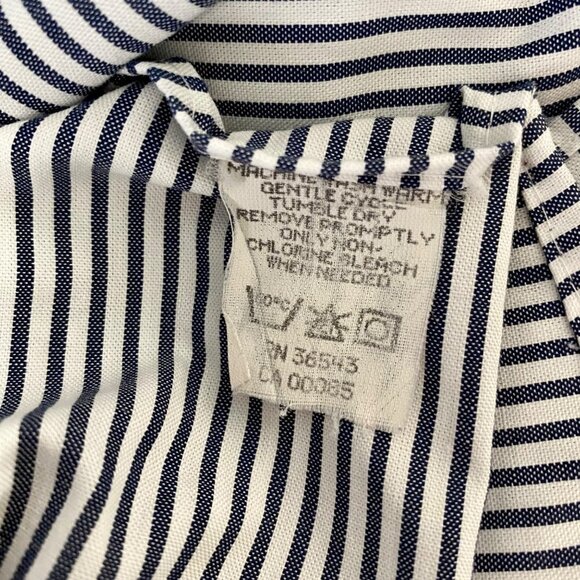 MACHINE WASH WARM
GENTLE CYCLE
TUMBLE DRY
REMOVE PROMPTLY
ONLY NON-
CHLORINE BLEACH
WHEN NEEDED
RN 36543
CA 00085